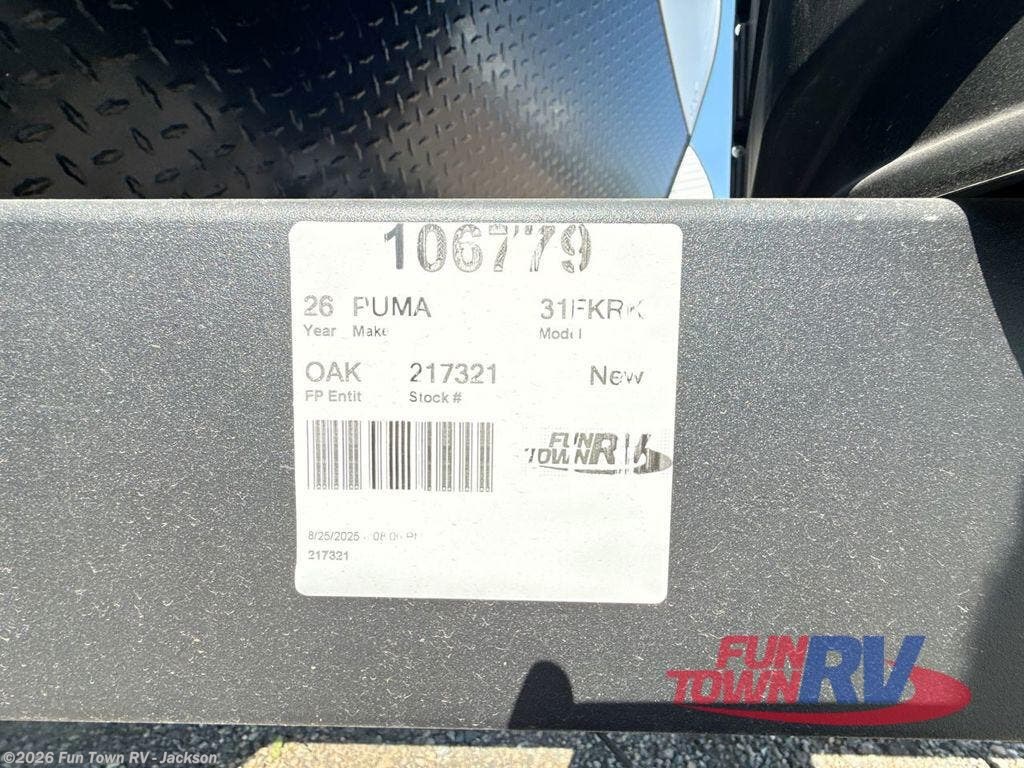 106779
26 PUMA 31FKRK
Year Make Model
OAK 217321 New
FP Entit Stock #
FUN TOWN RV
8/25/2025
217321
FUN TOWN RV
©2026 Fun Town RV - Jackson